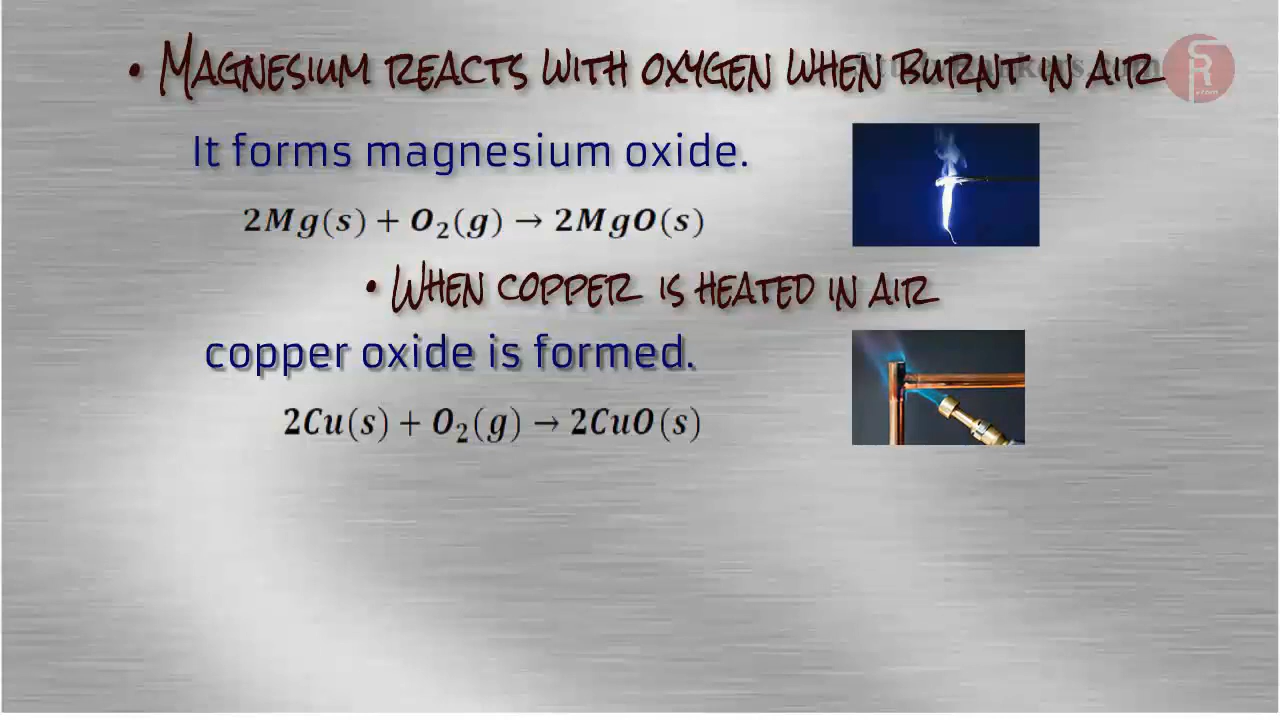 • MAGNESIUM REACTS WITH OXYGEN WHEN BURNT IN AIR
It forms magnesium oxide.
2Mg(s) + O₂(g) → 2MgO(s)
• WHEN COPPER IS HEATED IN AIR
copper oxide is formed.
2Cu(s) + O₂(g) → 2CuO(s)